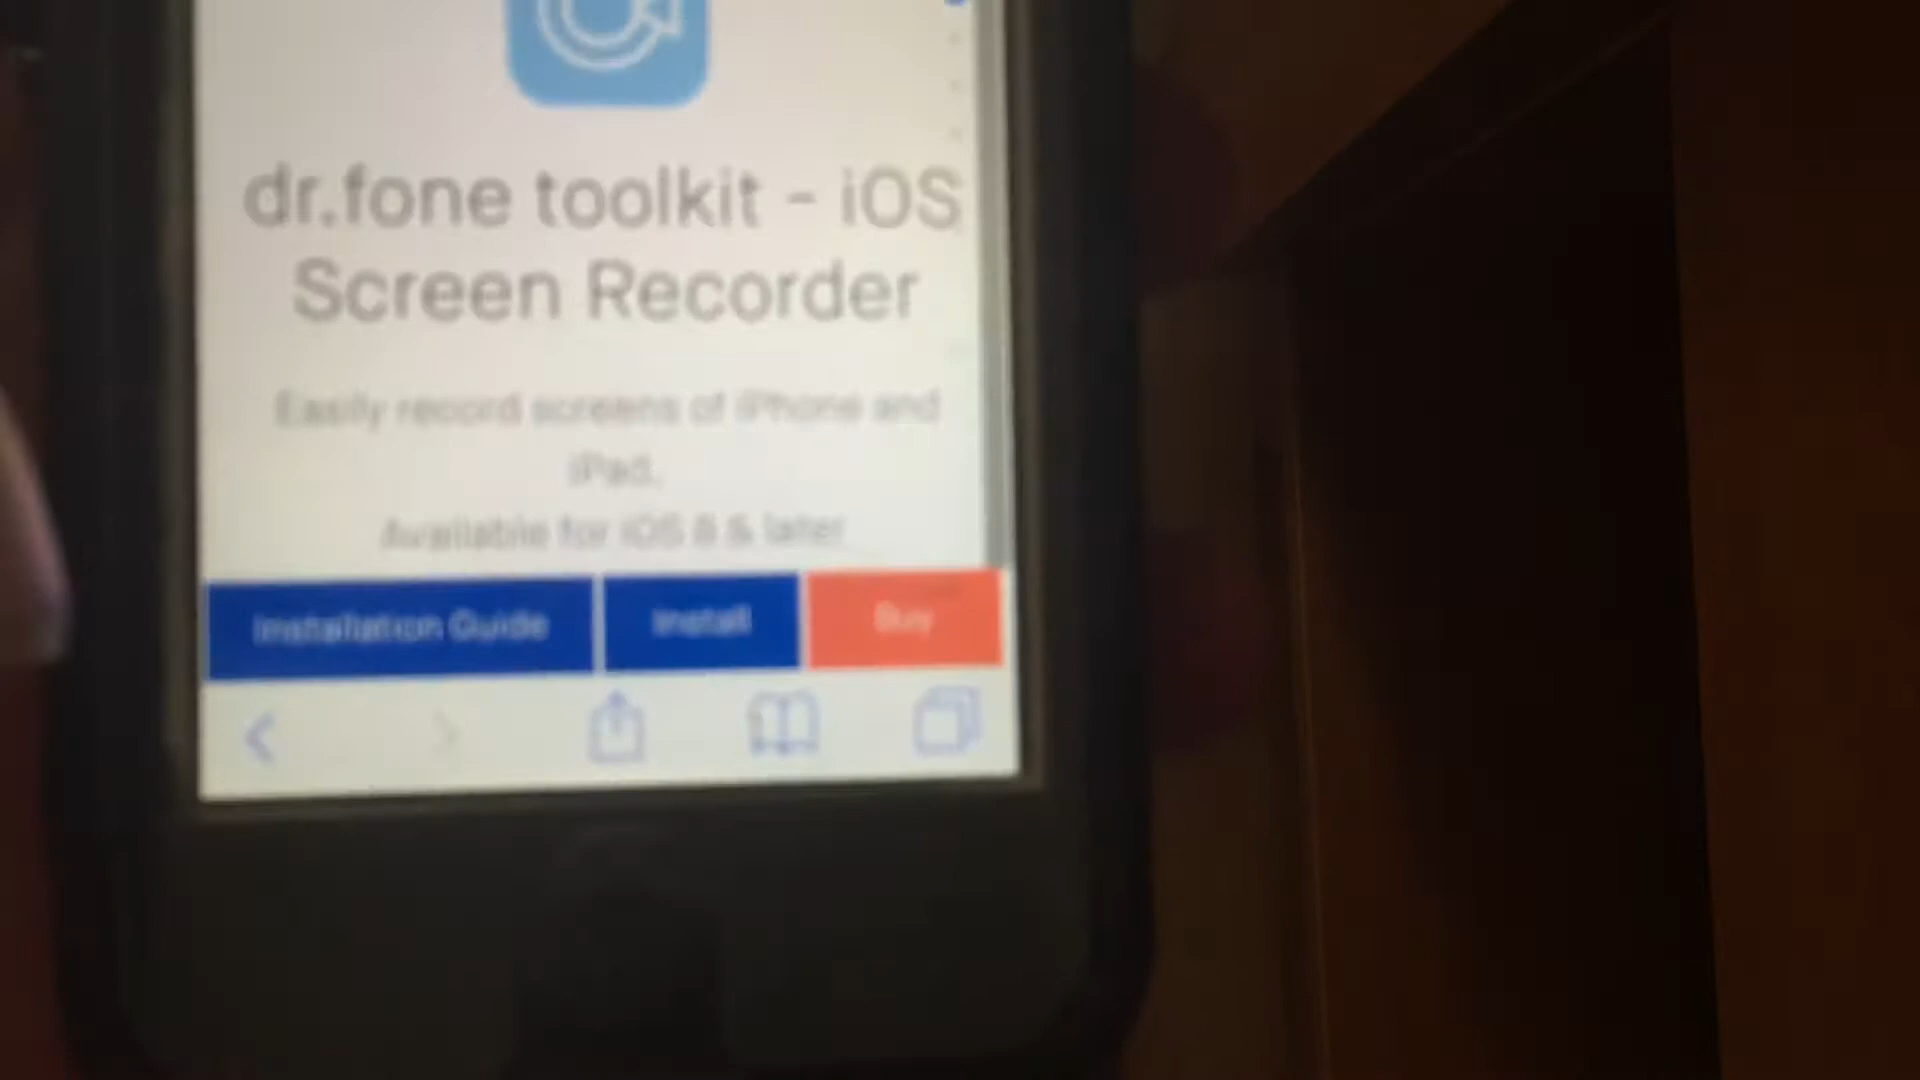 dr.fone toolkit - iOS
Screen Recorder
Easily record screens of iPhone and
iPad.
Available for iOS 8 & later
Installation Guide
Install
Buy